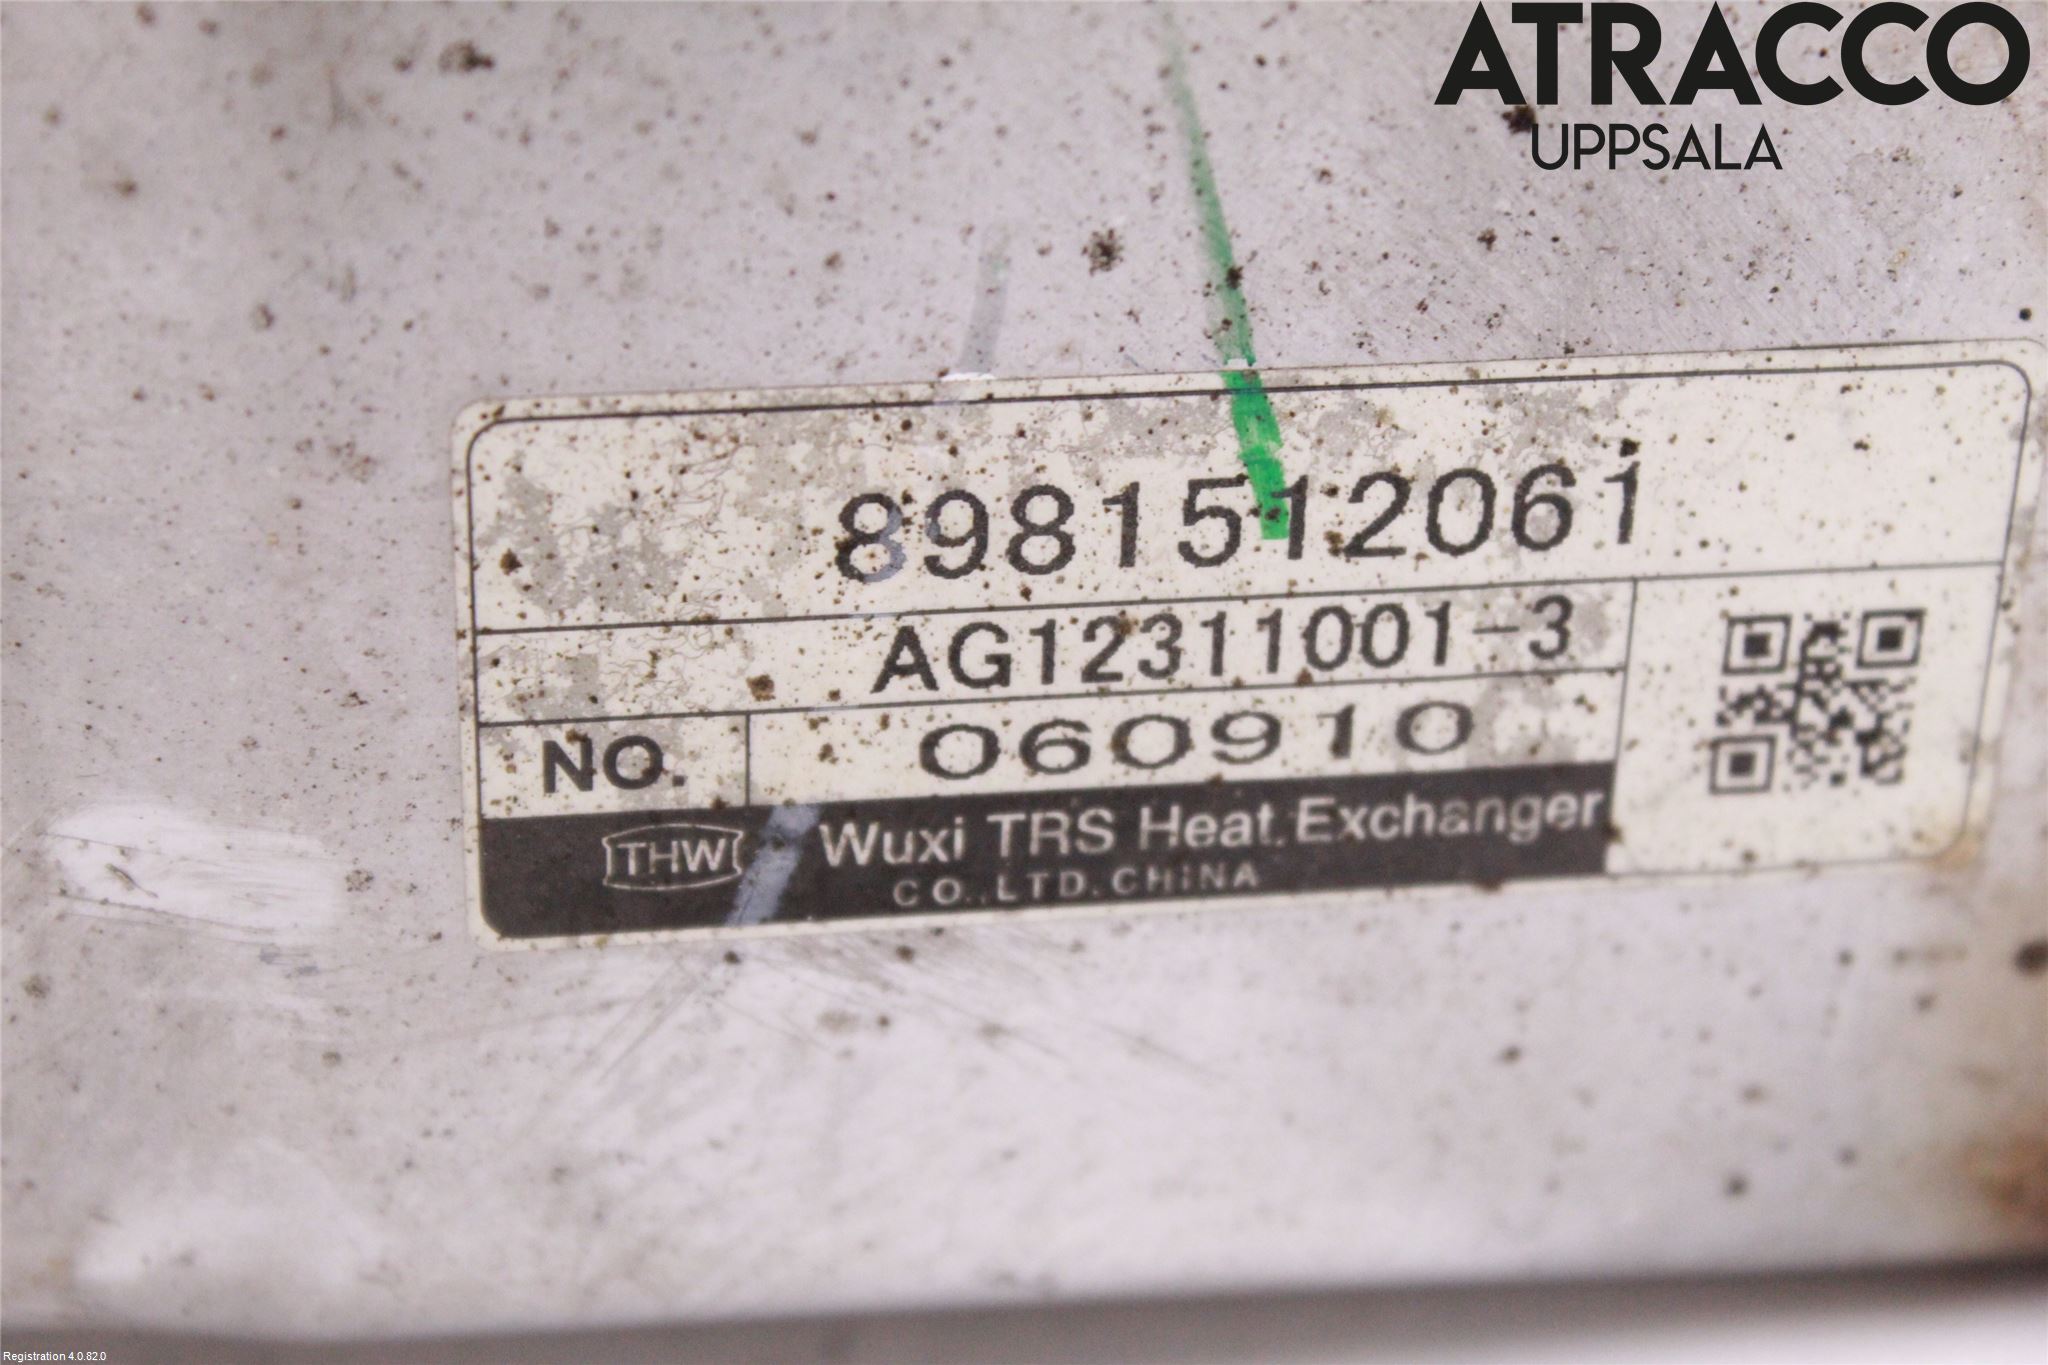 ATRACCO
UPPSALA
8981512061
AG12311001-3
NO. 060910
THW Wuxi TRS Heat Exchanger
CO.,LTD.CHINA
Registration 4.0.82.0